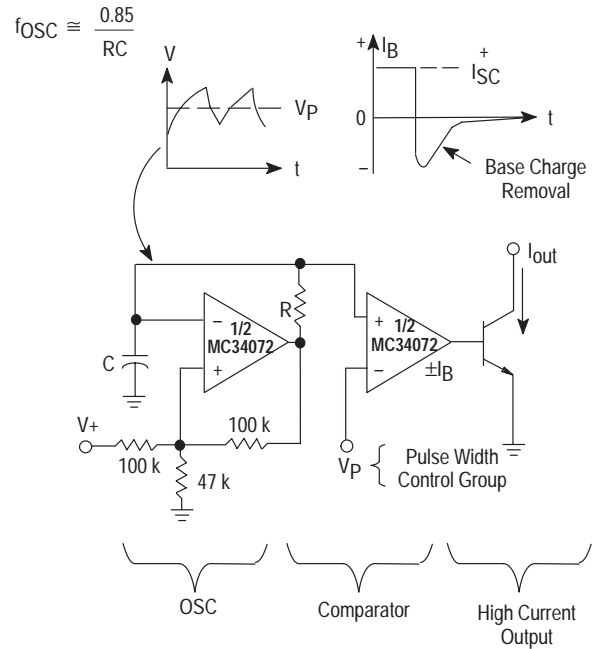 fOSC ≅ 0.85
RC
V
VP
t
+ IB
+
ISC
0
t
–
Base Charge
Removal
Iout
R
–
1/2
MC34072
+
C
+
1/2
MC34072
–
±IB
V+
100 k
100 k
47 k
VP { Pulse Width
Control Group
OSC
Comparator
High Current
Output